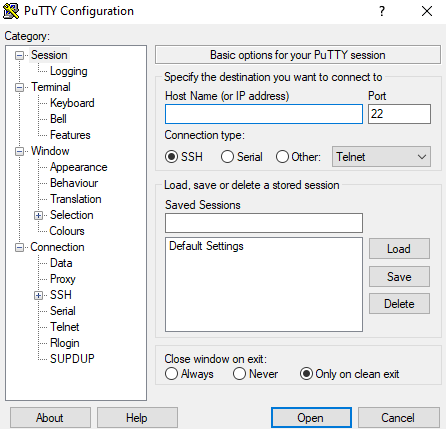 PuTTY Configuration
?
Category:
Session
Logging
Terminal
Keyboard
Bell
Features
Window
Appearance
Behaviour
Translation
Selection
Colours
Connection
Data
Proxy
SSH
Serial
Telnet
Rlogin
SUPDUP
Basic options for your PuTTY session
Specify the destination you want to connect to
Host Name (or IP address) Port
22
Connection type:
SSH Serial Other: Telnet
Load, save or delete a stored session
Saved Sessions
Default Settings
Load
Save
Delete
Close window on exit:
Always Never Only on clean exit
About Help Open Cancel